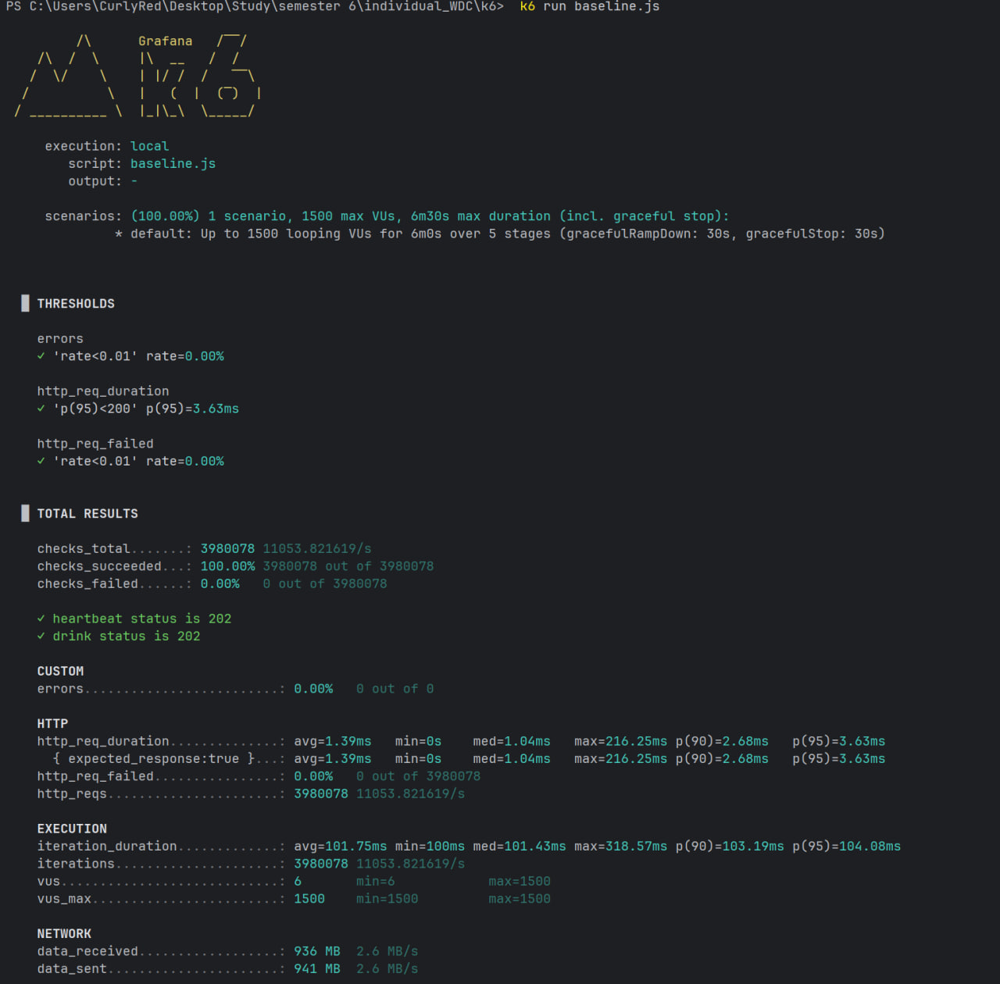 PS C:\Users\CurlyRed\Desktop\Study\semester 6\individual_WDC\k6>  k6 run baseline.js
         /\      Grafana   /‾‾/
    /\  /  \     |\  __   /  /
   /  \/    \    | |/ /  /   ‾‾\
  /          \   |   (  |  (‾)  |
 / __________ \  |_|\_\  \_____/
     execution: local
        script: baseline.js
        output: -
     scenarios: (100.00%) 1 scenario, 1500 max VUs, 6m30s max duration (incl. graceful stop):
              * default: Up to 1500 looping VUs for 6m0s over 5 stages (gracefulRampDown: 30s, gracefulStop: 30s)
  █ THRESHOLDS
    errors
    ✓ 'rate<0.01' rate=0.00%
    http_req_duration
    ✓ 'p(95)<200' p(95)=3.63ms
    http_req_failed
    ✓ 'rate<0.01' rate=0.00%
  █ TOTAL RESULTS
    checks_total.......: 3980078 11053.821619/s
    checks_succeeded...: 100.00% 3980078 out of 3980078
    checks_failed......: 0.00%   0 out of 3980078
    ✓ heartbeat status is 202
    ✓ drink status is 202
    CUSTOM
    errors.........................: 0.00%   0 out of 0
    HTTP
    http_req_duration..............: avg=1.39ms   min=0s    med=1.04ms   max=216.25ms p(90)=2.68ms   p(95)=3.63ms
      { expected_response:true }...: avg=1.39ms   min=0s    med=1.04ms   max=216.25ms p(90)=2.68ms   p(95)=3.63ms
    http_req_failed................: 0.00%   0 out of 3980078
    http_reqs......................: 3980078 11053.821619/s
    EXECUTION
    iteration_duration.............: avg=101.75ms min=100ms med=101.43ms max=318.57ms p(90)=103.19ms p(95)=104.08ms
    iterations.....................: 3980078 11053.821619/s
    vus............................: 6       min=6            max=1500
    vus_max........................: 1500    min=1500         max=1500
    NETWORK
    data_received..................: 936 MB  2.6 MB/s
    data_sent......................: 941 MB  2.6 MB/s